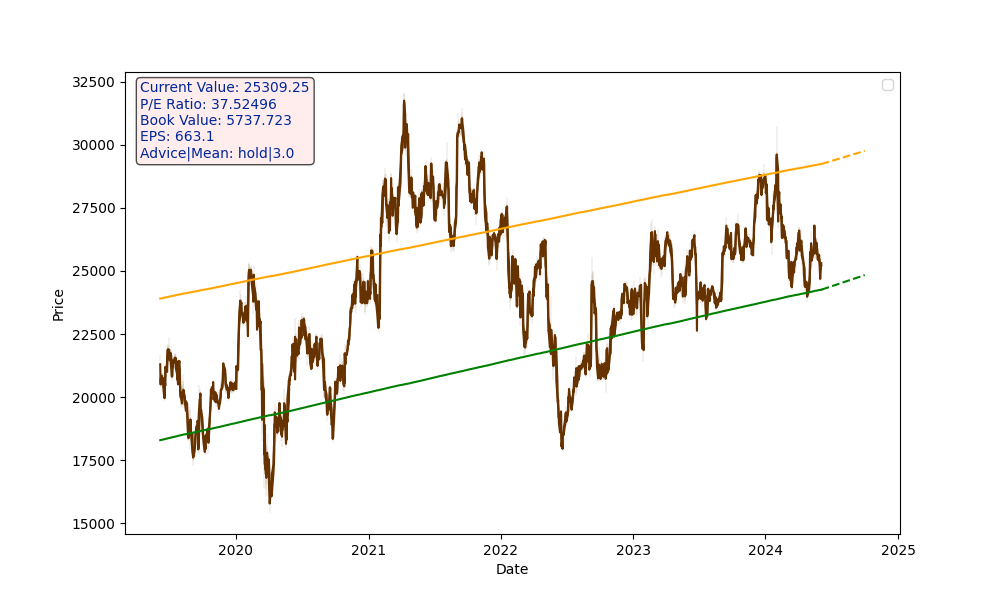 32500
30000
27500
25000
22500
20000
17500
15000
Price
Current Value: 25309.25
P/E Ratio: 37.52496
Book Value: 5737.723
EPS: 663.1
Advice|Mean: hold|3.0
2020
2021
2022
2023
2024
2025
Date